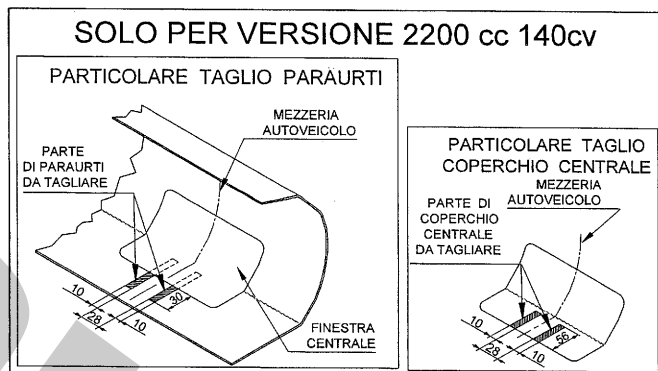 SOLO PER VERSIONE 2200 cc 140cv
PARTICOLARE TAGLIO PARAURTI
MEZZERIA
AUTOVEICOLO
PARTE
DI PARAURTI
DA TAGLIARE
10
28
10
30
FINESTRA
CENTRALE
PARTICOLARE TAGLIO
COPERCHIO CENTRALE
MEZZERIA
AUTOVEICOLO
PARTE DI
COPERCHIO
CENTRALE
DA TAGLIARE
10
28
10
56